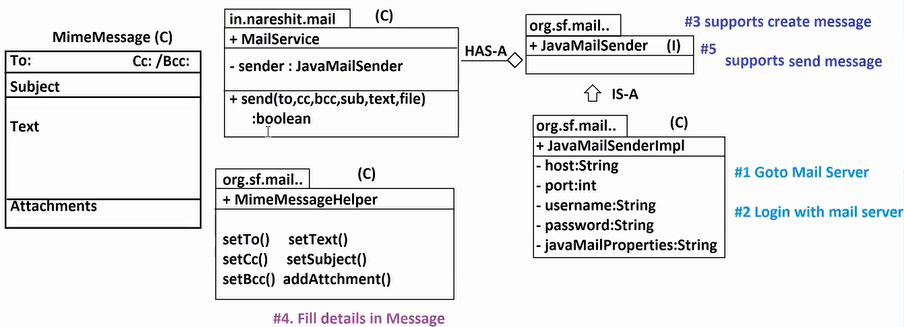 MimeMessage (C)
To: Cc: /Bcc:
Subject
Text
Attachments
in.nareshit.mail (C)
+ MailService
- sender : JavaMailSender
+ send(to,cc,bcc,sub,text,file)
:boolean
HAS-A
org.sf.mail..
+ JavaMailSender (I)
#3 supports create message
#5
supports send message
IS-A
org.sf.mail.. (C)
+ JavaMailSenderImpl
- host:String
- port:int
- username:String
- password:String
- javaMailProperties:String
#1 Goto Mail Server
#2 Login with mail server
org.sf.mail.. (C)
+ MimeMessageHelper
setTo() setText()
setCc() setSubject()
setBcc() addAttchment()
#4. Fill details in Message